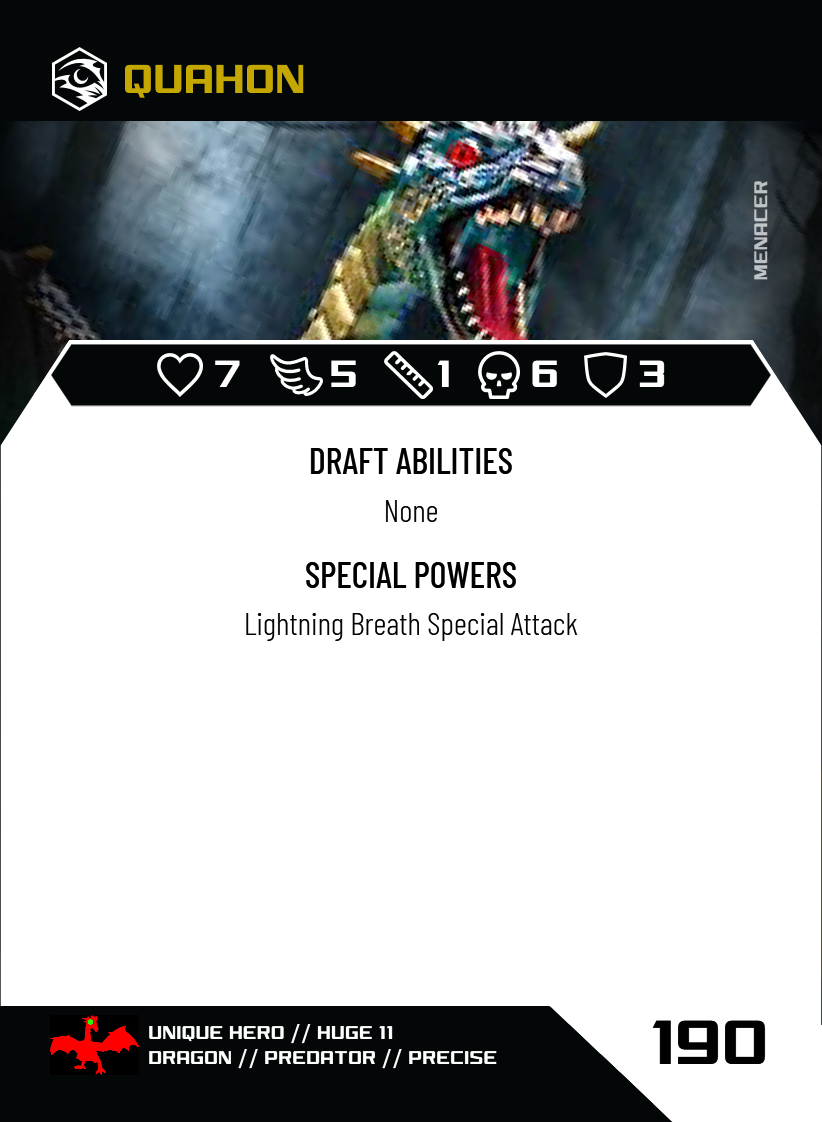 QUAHON
MENACER
7 5 1 6 3
DRAFT ABILITIES
None
SPECIAL POWERS
Lightning Breath Special Attack
UNIQUE HERO // HUGE 11
DRAGON // PREDATOR // PRECISE
190